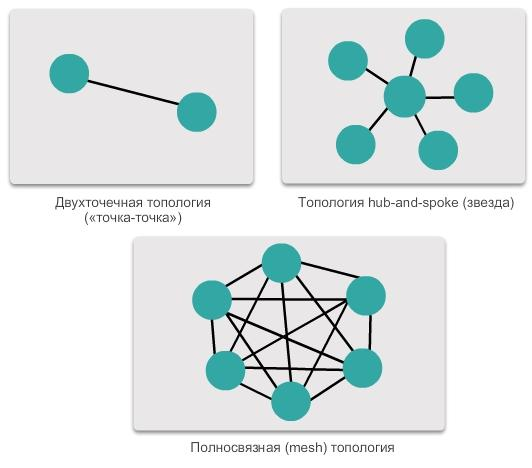 Двухточечная топология
(«точка-точка»)
Топология hub-and-spoke (звезда)
Полносвязная (mesh) топология